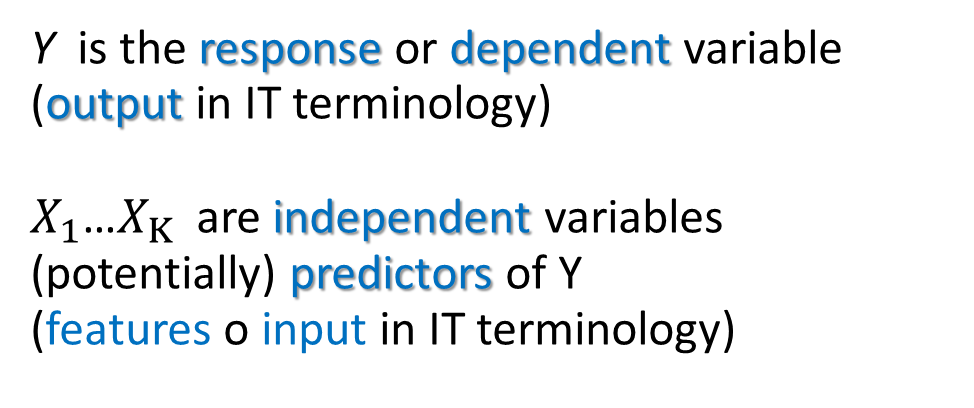 Y is the response or dependent variable
(output in IT terminology)
X₁…X_K are independent variables
(potentially) predictors of Y
(features o input in IT terminology)